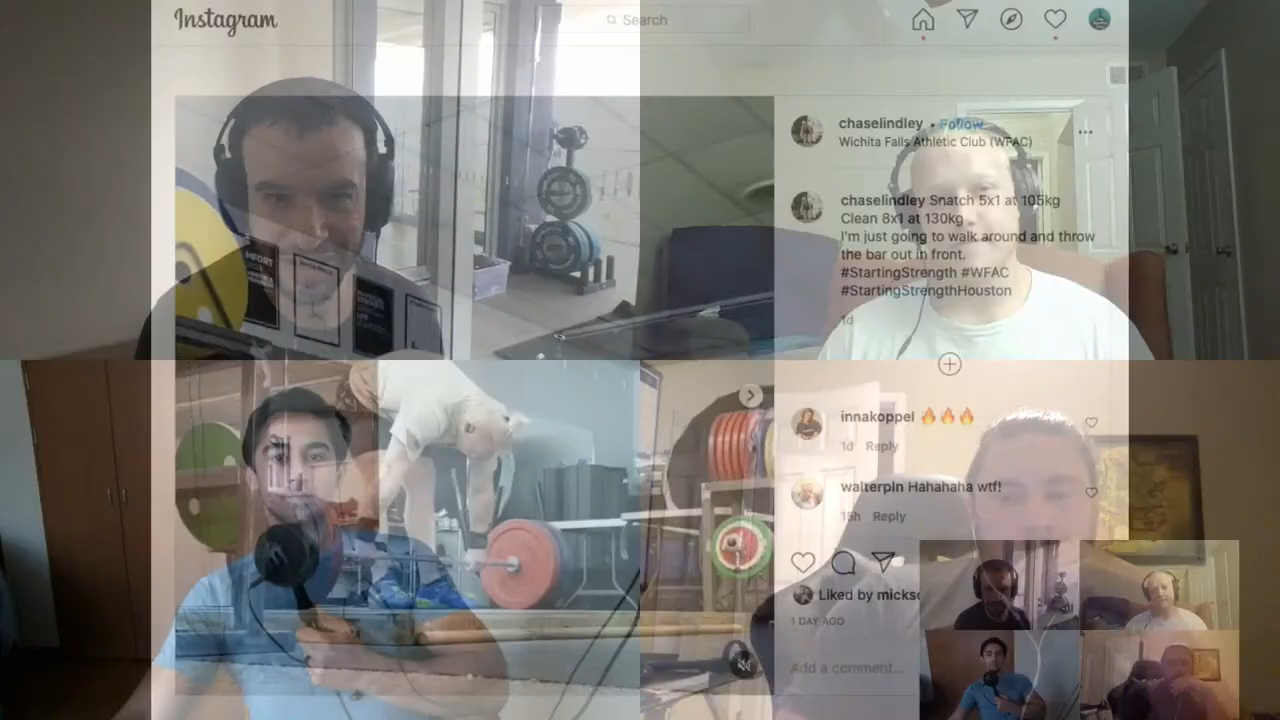 Instagram
Search
chaselindley • Follow
Wichita Falls Athletic Club (WFAC)
chaselindley Snatch 5x1 at 105kg
Clean 8x1 at 130kg
I'm just going to walk around and throw
the bar out in front.
#StartingStrength #WFAC
#StartingStrengthHouston
1d
innakoppel 🔥🔥🔥
1d Reply
walterpin Hahahaha wtf!
15h Reply
Liked by micks
1 DAY AGO
Add a comment...